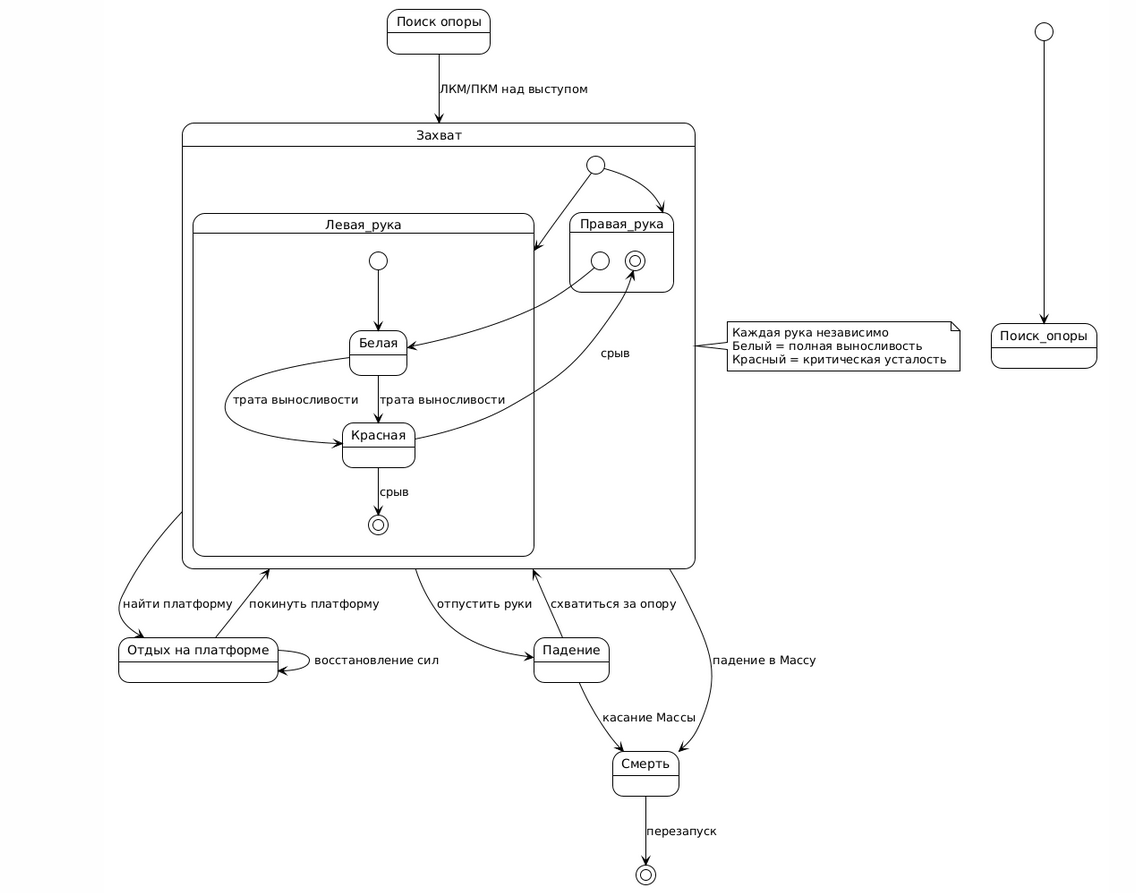 Поиск опоры
ЛКМ/ПКМ над выступом
Захват
Левая_рука
Правая_рука
Белая
трата выносливости
трата выносливости
Красная
срыв
срыв
Каждая рука независимо
Белый = полная выносливость
Красный = критическая усталость
Поиск_опоры
найти платформу
покинуть платформу
отпустить руки
схватиться за опору
Отдых на платформе
восстановление сил
Падение
падение в Массу
касание Массы
Смерть
перезапуск